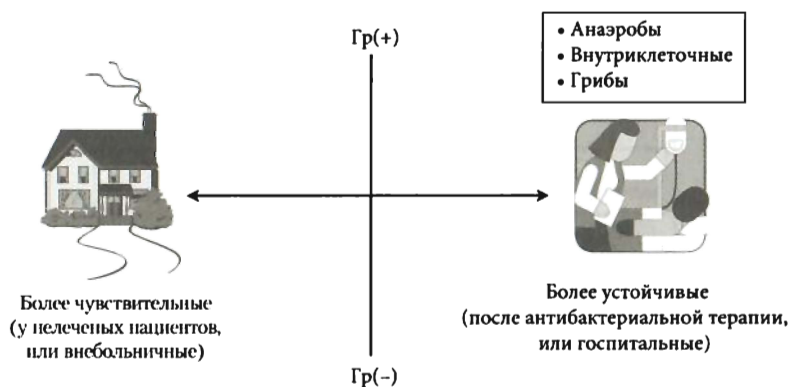 Гр(+)
• Анаэробы
• Внутриклеточные
• Грибы
Более чувствительные
(у нелеченых пациентов,
или внебольничные)
Более устойчивые
(после антибактериальной терапии,
или госпитальные)
Гр(−)